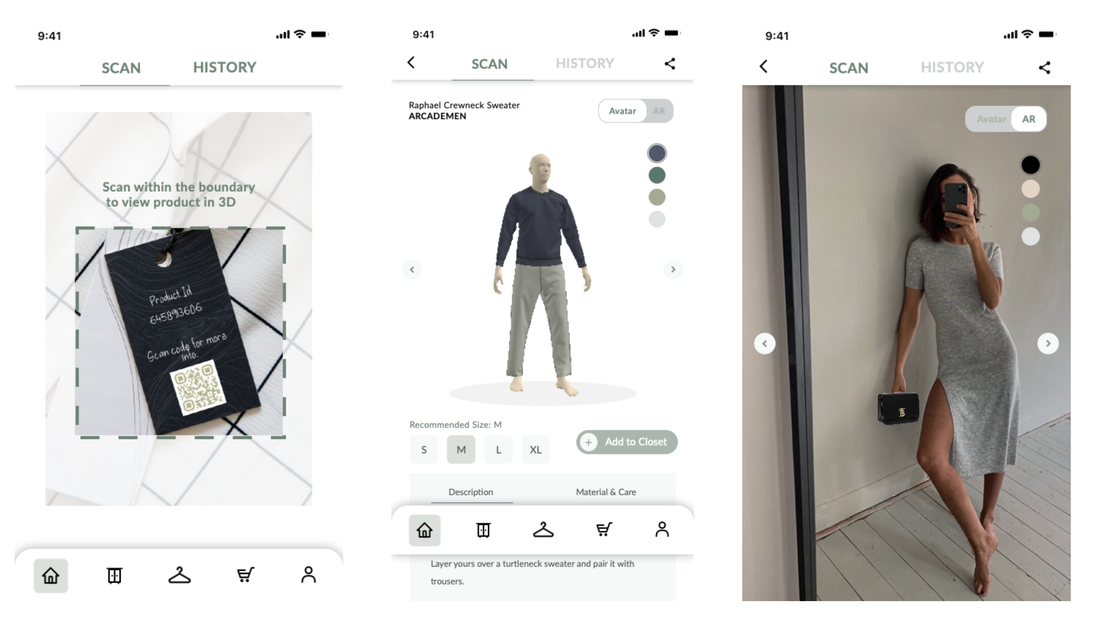 9:41
SCAN
HISTORY
Scan within the boundary
to view product in 3D
Product Id
645893606
Scan code for more
info.
9:41
SCAN
HISTORY
Raphael Crewneck Sweater
ARCADEMEN
Avatar
AR
Recommended Size: M
S
M
L
XL
+ Add to Closet
Description
Material & Care
Layer yours over a turtleneck sweater and pair it with
trousers.
9:41
SCAN
HISTORY
Avatar
AR